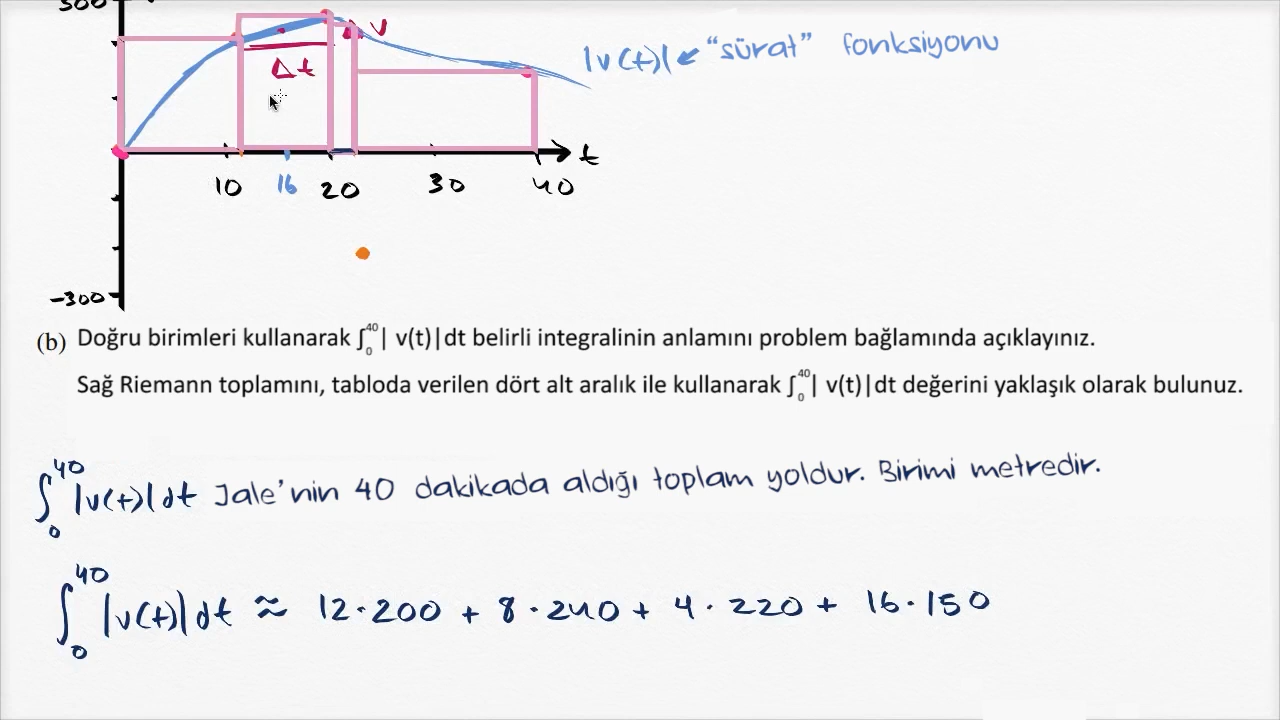 300
v
Δt
|v(t)| ← “sürat” fonksiyonu
t
10 16 20 30 40
-300
(b) Doğru birimleri kullanarak ∫₀⁴⁰| v(t)|dt belirli integralinin anlamını problem bağlamında açıklayınız.
Sağ Riemann toplamını, tabloda verilen dört alt aralık ile kullanarak ∫₀⁴⁰| v(t)|dt değerini yaklaşık olarak bulunuz.
∫₀⁴⁰ |v(t)|dt Jale'nin 40 dakikada aldığı toplam yoldur. Birimi metredir.
∫₀⁴⁰ |v(t)|dt ≈ 12·200 + 8·240 + 4·220 + 16·150